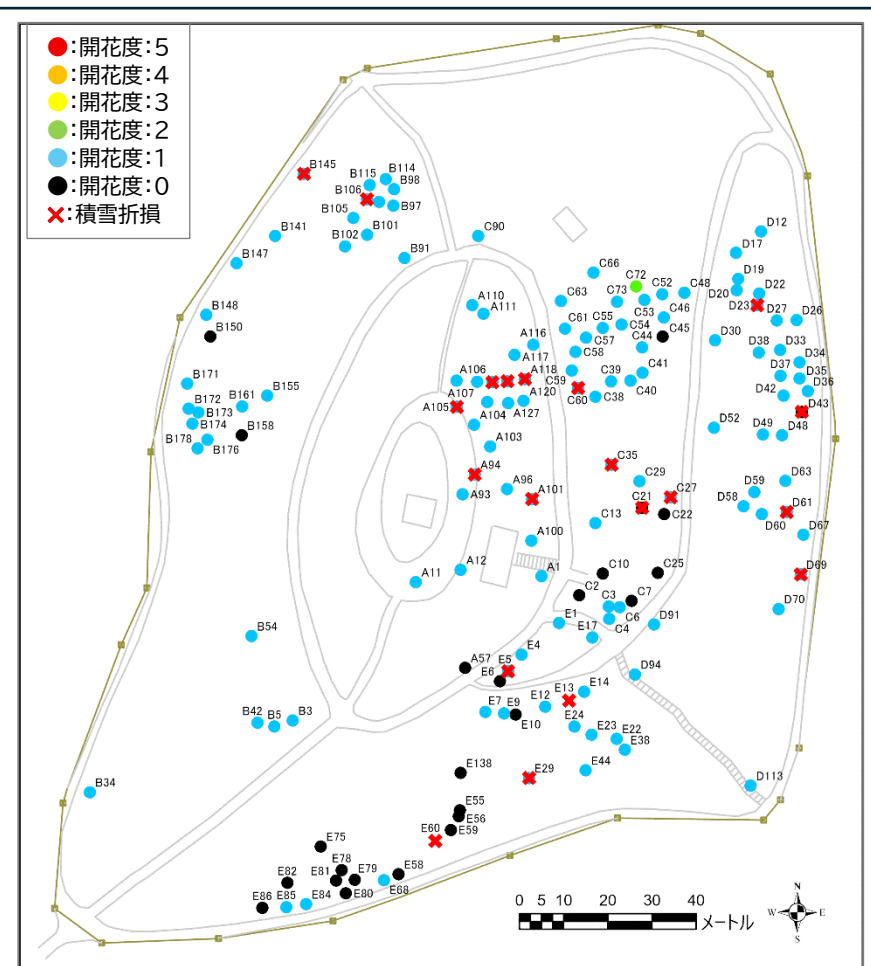 ●:開花度:5
●:開花度:4
●:開花度:3
●:開花度:2
●:開花度:1
●:開花度:0
×:積雪折損
B145
B115
B114
B98
B106
B97
B105
B101
B102
B141
B91
B147
C90
D12
D17
C66
C72
D19
D22
D20
C52
C48
C73
C63
D23
A110
A111
C53
C46
D27
D26
B148
B150
C61
C55
C54
C45
C57
D30
A116
C44
D33
C58
D38
A117
D34
C41
D37
D35
A106
A118
C59
C39
C40
D36
B171
A107
C60
C38
D42
B155
B161
A120
B172
B173
A105
A104
A127
D43
B174
B158
D52
D49
D48
B178
B176
A103
C35
A94
C29
D63
A96
D59
A93
A101
C27
C21
D58
D61
C22
D60
C13
A100
D67
C10
C25
A12
A11
A1
D69
C2
C3
C7
C6
C4
D70
E1
D91
E17
B54
E4
A57
E5
E6
D94
E14
E13
E12
E7
E9
E10
B42
B5
B3
E24
E23
E22
E38
E44
E138
E29
D113
B34
E55
E56
E59
E60
E75
E78
E58
E82
E81
E79
E68
E80
E86
E85
E84
N
W
E
S
0 5 10 20 30 40
メートル